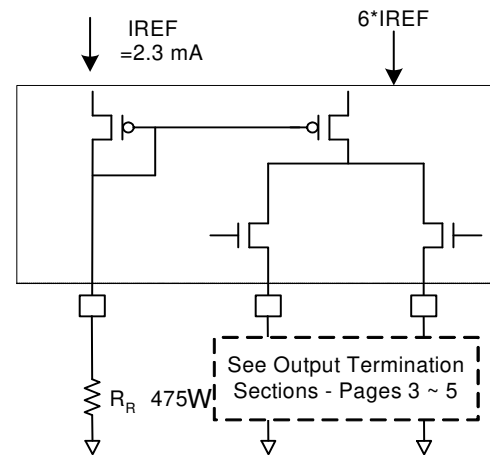 IREF
=2.3 mA
6*IREF
See Output Termination
Sections - Pages 3 ~ 5
RR 475W